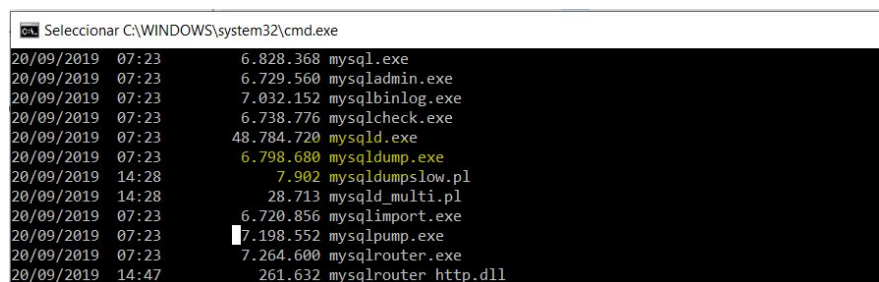 C:\. Seleccionar C:\WINDOWS\system32\cmd.exe
20/09/2019 07:23 6.828.368 mysql.exe
20/09/2019 07:23 6.729.560 mysqladmin.exe
20/09/2019 07:23 7.032.152 mysqlbinlog.exe
20/09/2019 07:23 6.738.776 mysqlcheck.exe
20/09/2019 07:23 48.784.720 mysqld.exe
20/09/2019 07:23 6.798.680 mysqldump.exe
20/09/2019 14:28 7.902 mysqldumpslow.pl
20/09/2019 14:28 28.713 mysqld_multi.pl
20/09/2019 07:23 6.720.856 mysqlimport.exe
20/09/2019 07:23 7.198.552 mysqlpump.exe
20/09/2019 07:23 7.264.600 mysqlrouter.exe
20/09/2019 14:47 261.632 mysqlrouter_http.dll